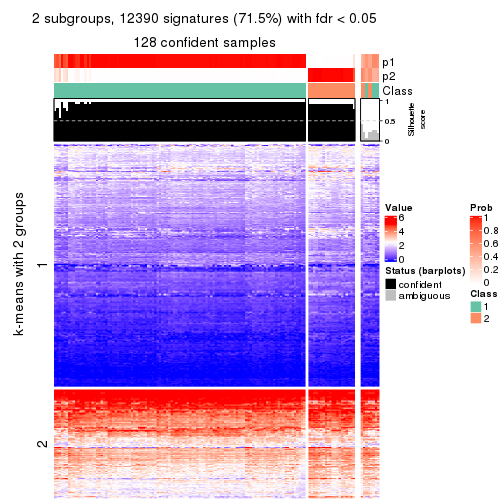 2 subgroups, 12390 signatures (71.5%) with fdr < 0.05
128 confident samples
p1
p2
Class
1
0.5
0
Silhouette
score
k-means with 2 groups
1
2
Value
6
4
2
0
Status (barplots)
confident
ambiguous
Prob
1
0.8
0.6
0.4
0.2
0
Class
1
2